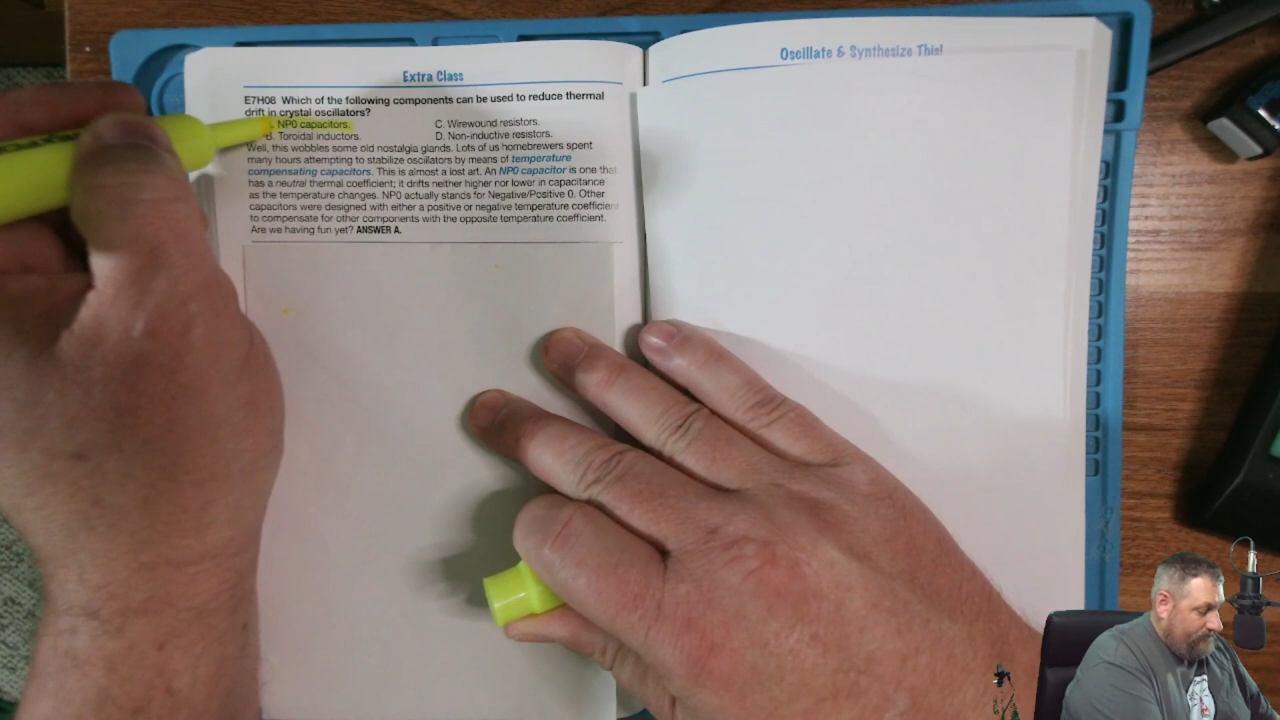 Extra Class
Oscillate & Synthesize This!
E7H08 Which of the following components can be used to reduce thermal
drift in crystal oscillators?
NP0 capacitors.
C. Wirewound resistors.
B. Toroidal inductors.
D. Non-inductive resistors.
Well, this wobbles some old nostalgia glands. Lots of us homebrewers spent
many hours attempting to stabilize oscillators by means of temperature
compensating capacitors. This is almost a lost art. An NP0 capacitor is one that
has a neutral thermal coefficient; it drifts neither higher nor lower in capacitance
as the temperature changes. NP0 actually stands for Negative/Positive 0. Other
capacitors were designed with either a positive or negative temperature coefficient
to compensate for other components with the opposite temperature coefficient.
Are we having fun yet? ANSWER A.